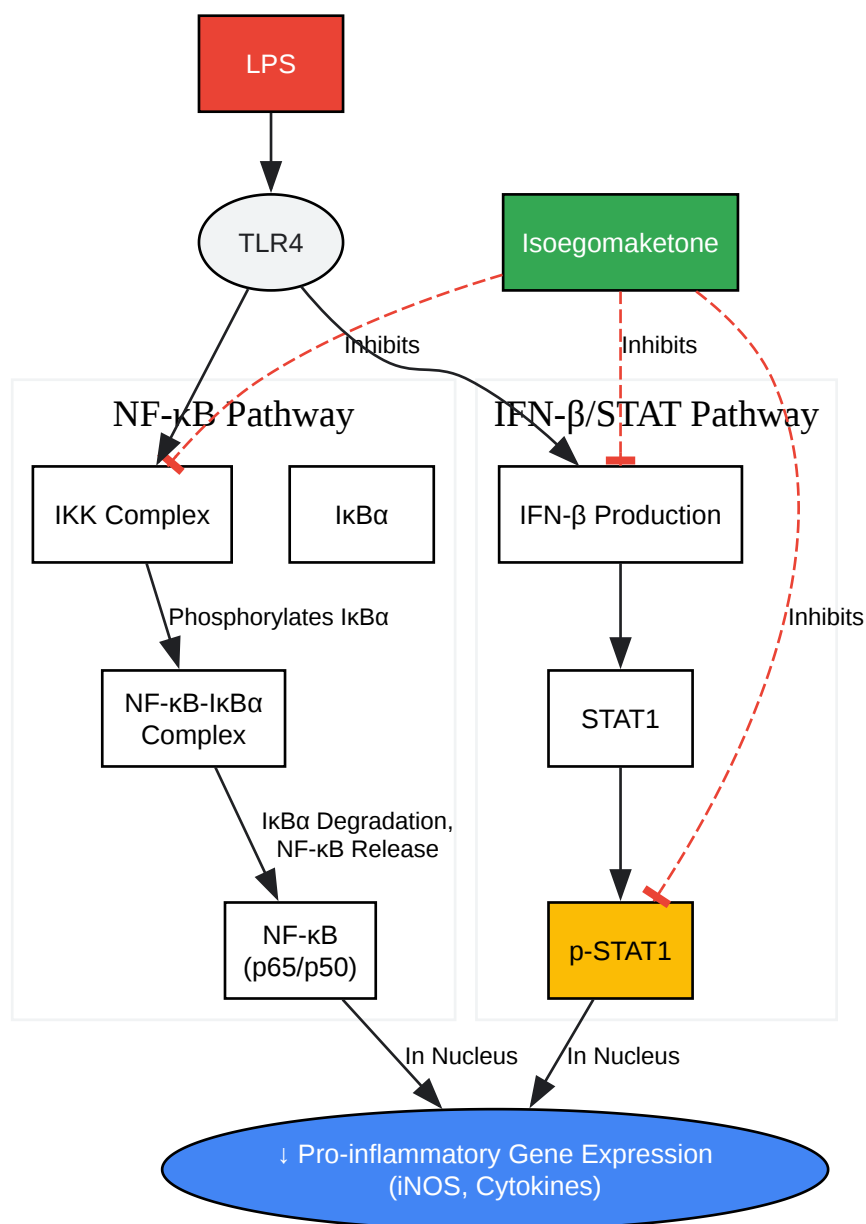 LPS
TLR4
Isoegomaketone
Inhibits
Inhibits
NF-κB Pathway
IFN-β/STAT Pathway
IKK Complex
IκBα
IFN-β Production
Phosphorylates IκBα
Inhibits
NF-κB-IκBα
Complex
STAT1
IκBα Degradation,
NF-κB Release
NF-κB
(p65/p50)
p-STAT1
In Nucleus
In Nucleus
↓ Pro-inflammatory Gene Expression
(iNOS, Cytokines)